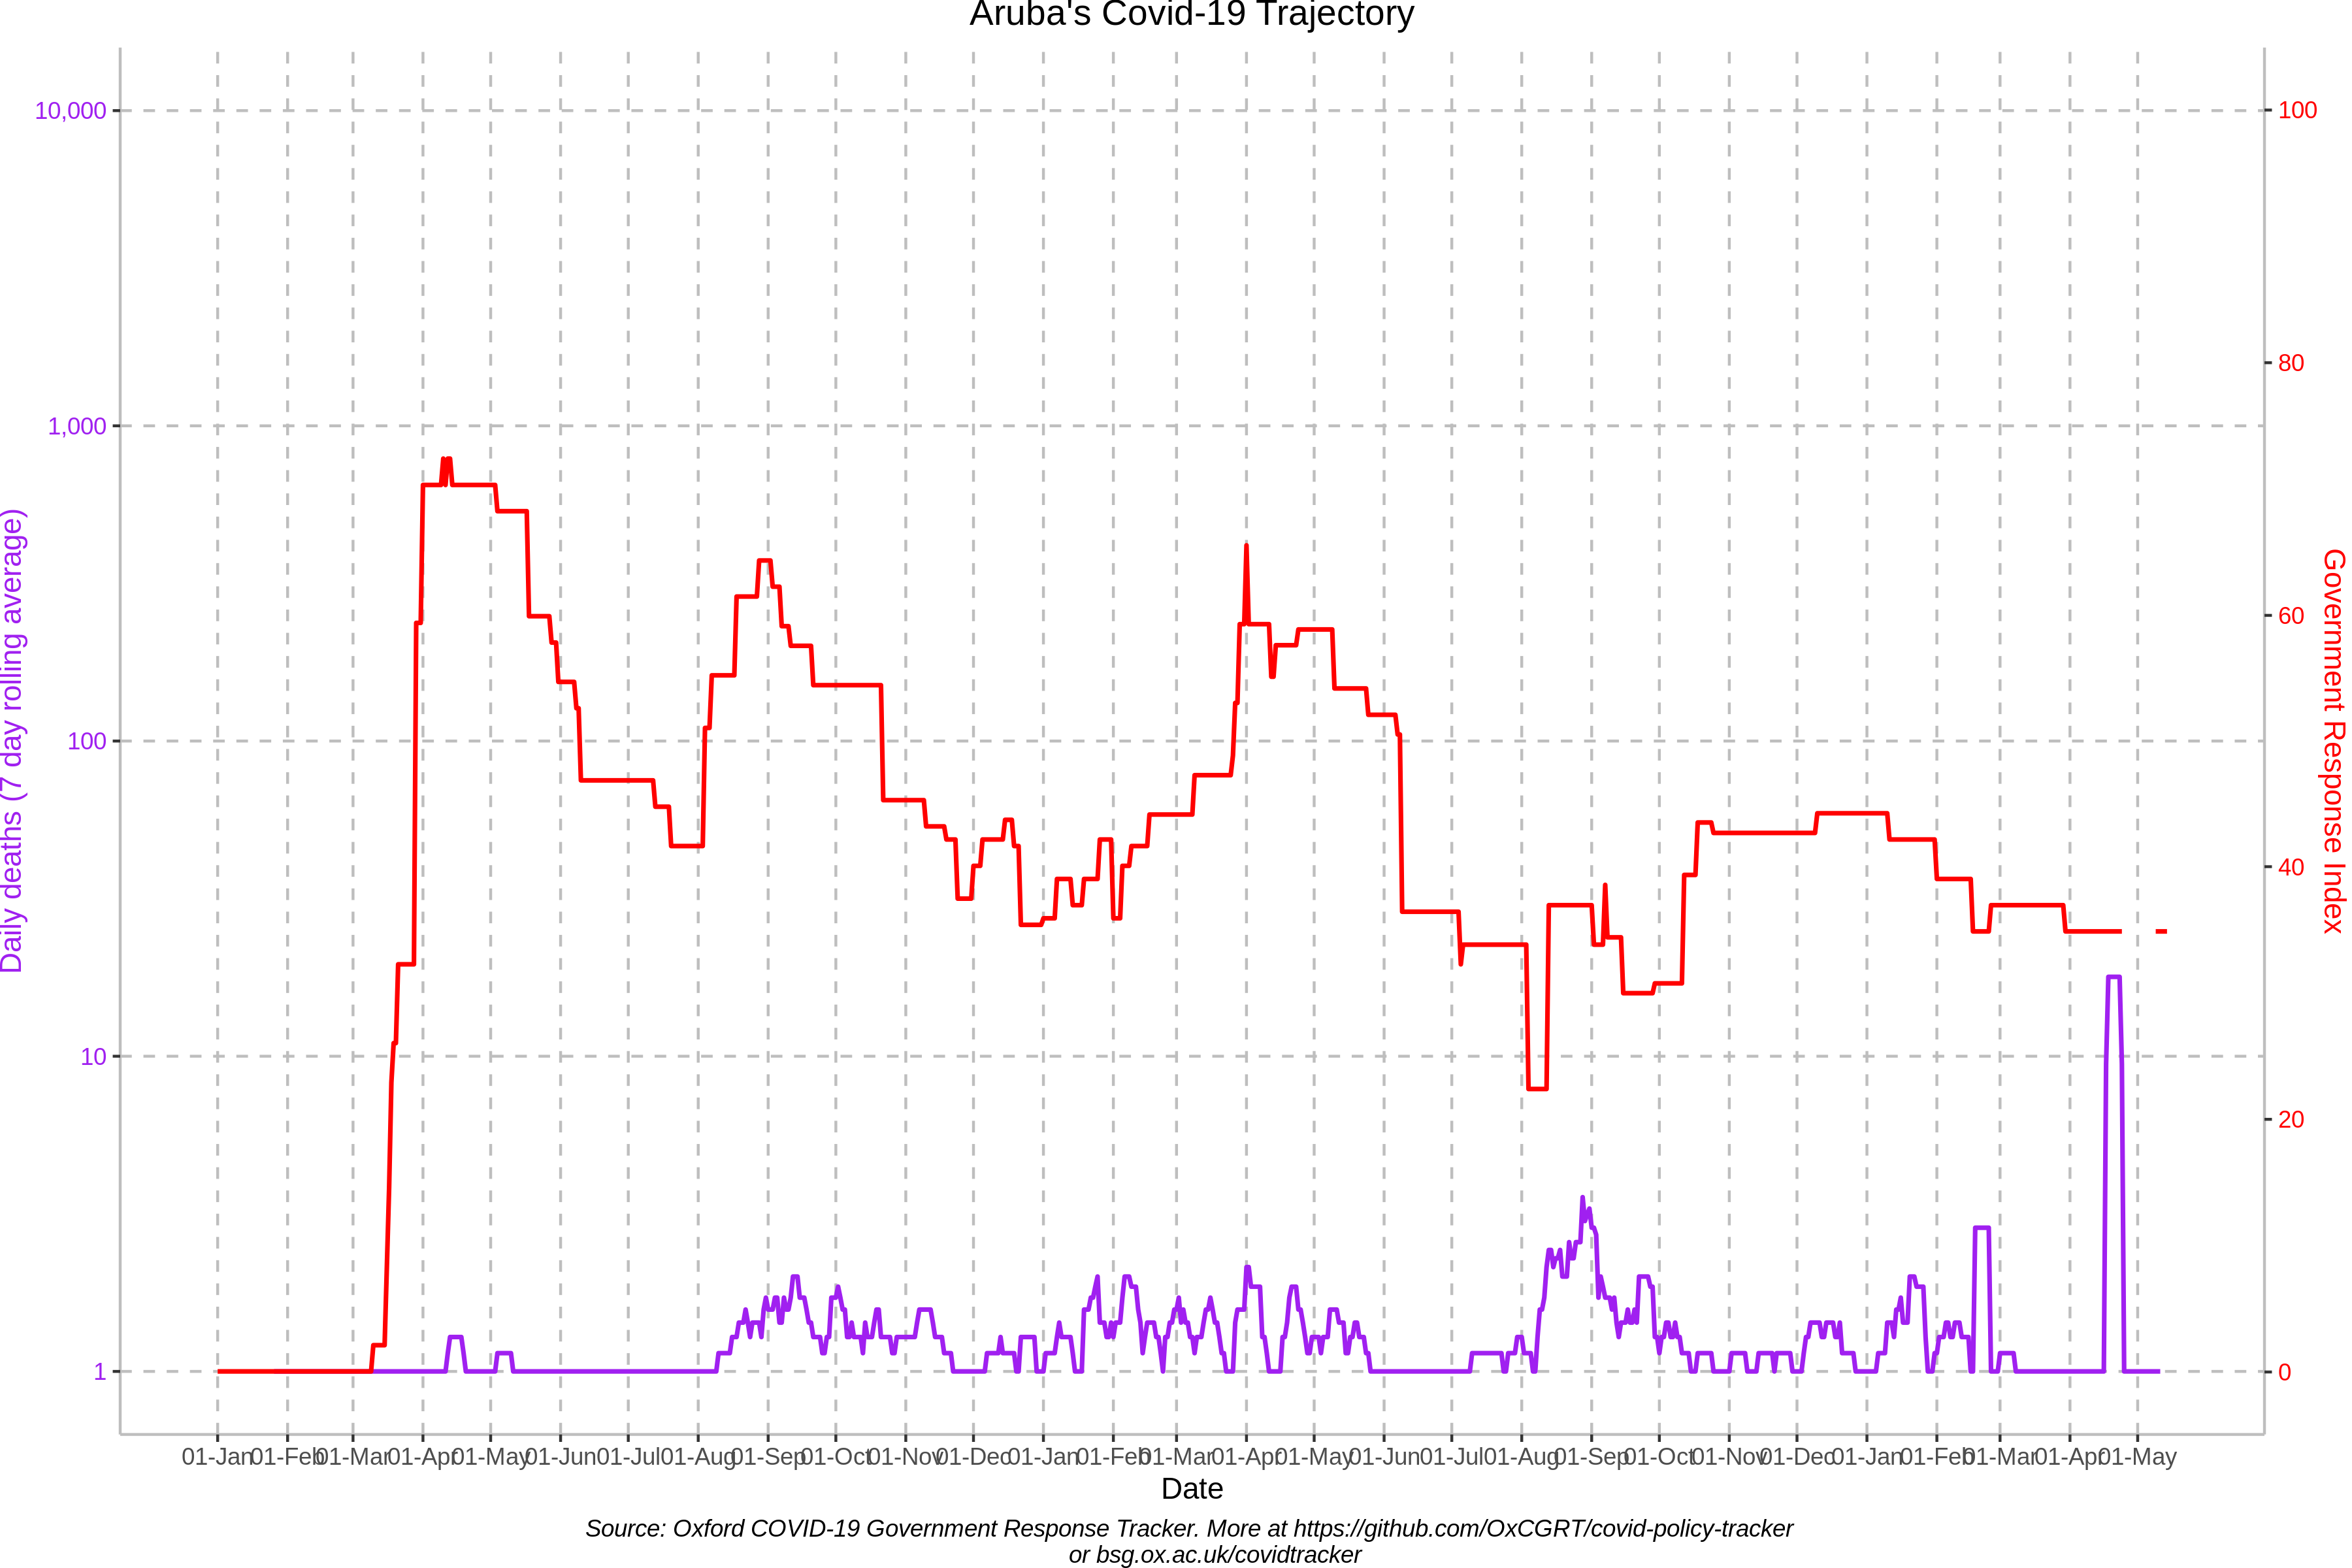 Aruba's Covid-19 Trajectory
10,000
1,000
100
10
1
Daily deaths (7 day rolling average)
100
80
60
40
20
0
Government Response Index
01-Jan 01-Feb 01-Mar 01-Apr 01-May 01-Jun 01-Jul 01-Aug 01-Sep 01-Oct 01-Nov 01-Dec 01-Jan 01-Feb 01-Mar 01-Apr 01-May 01-Jun 01-Jul 01-Aug 01-Sep 01-Oct 01-Nov 01-Dec 01-Jan 01-Feb 01-Mar 01-Apr 01-May
Date
Source: Oxford COVID-19 Government Response Tracker. More at https://github.com/OxCGRT/covid-policy-tracker
or bsg.ox.ac.uk/covidtracker